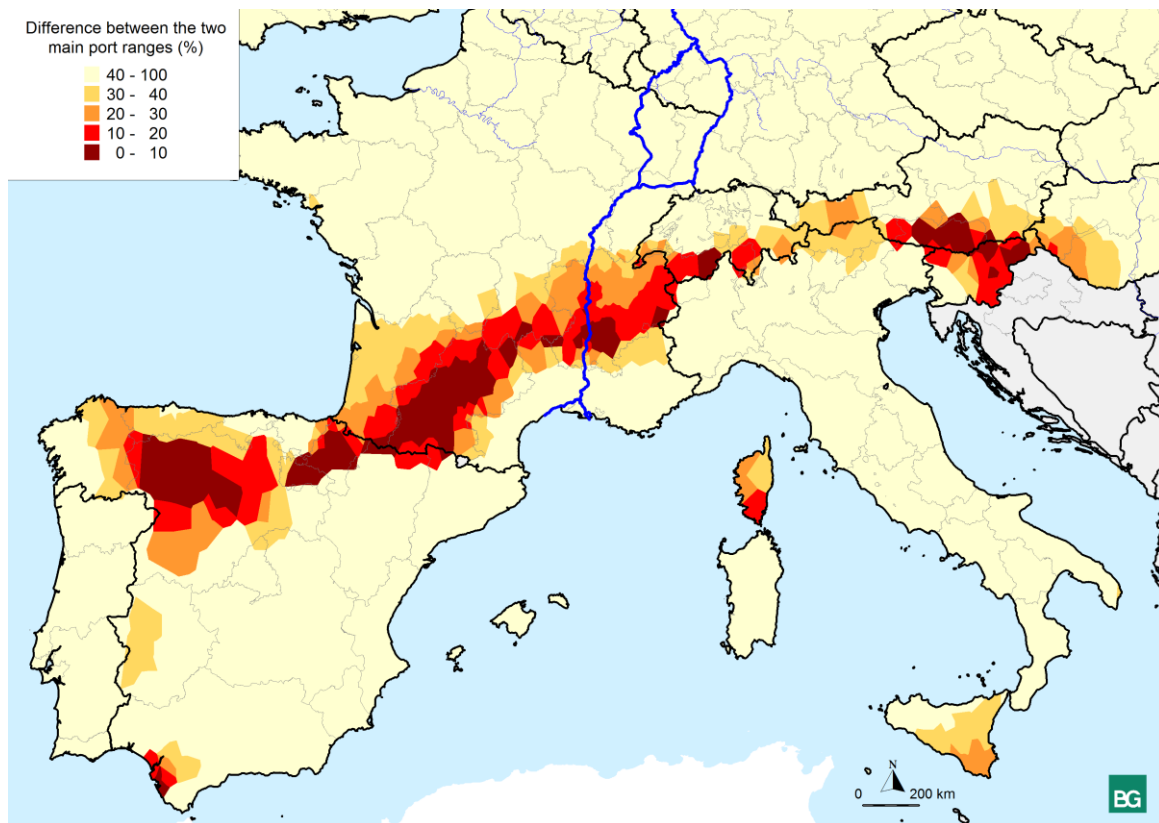 Difference between the two
main port ranges (%)
40 - 100
30 - 40
20 - 30
10 - 20
0 - 10
N
0 200 km
BG